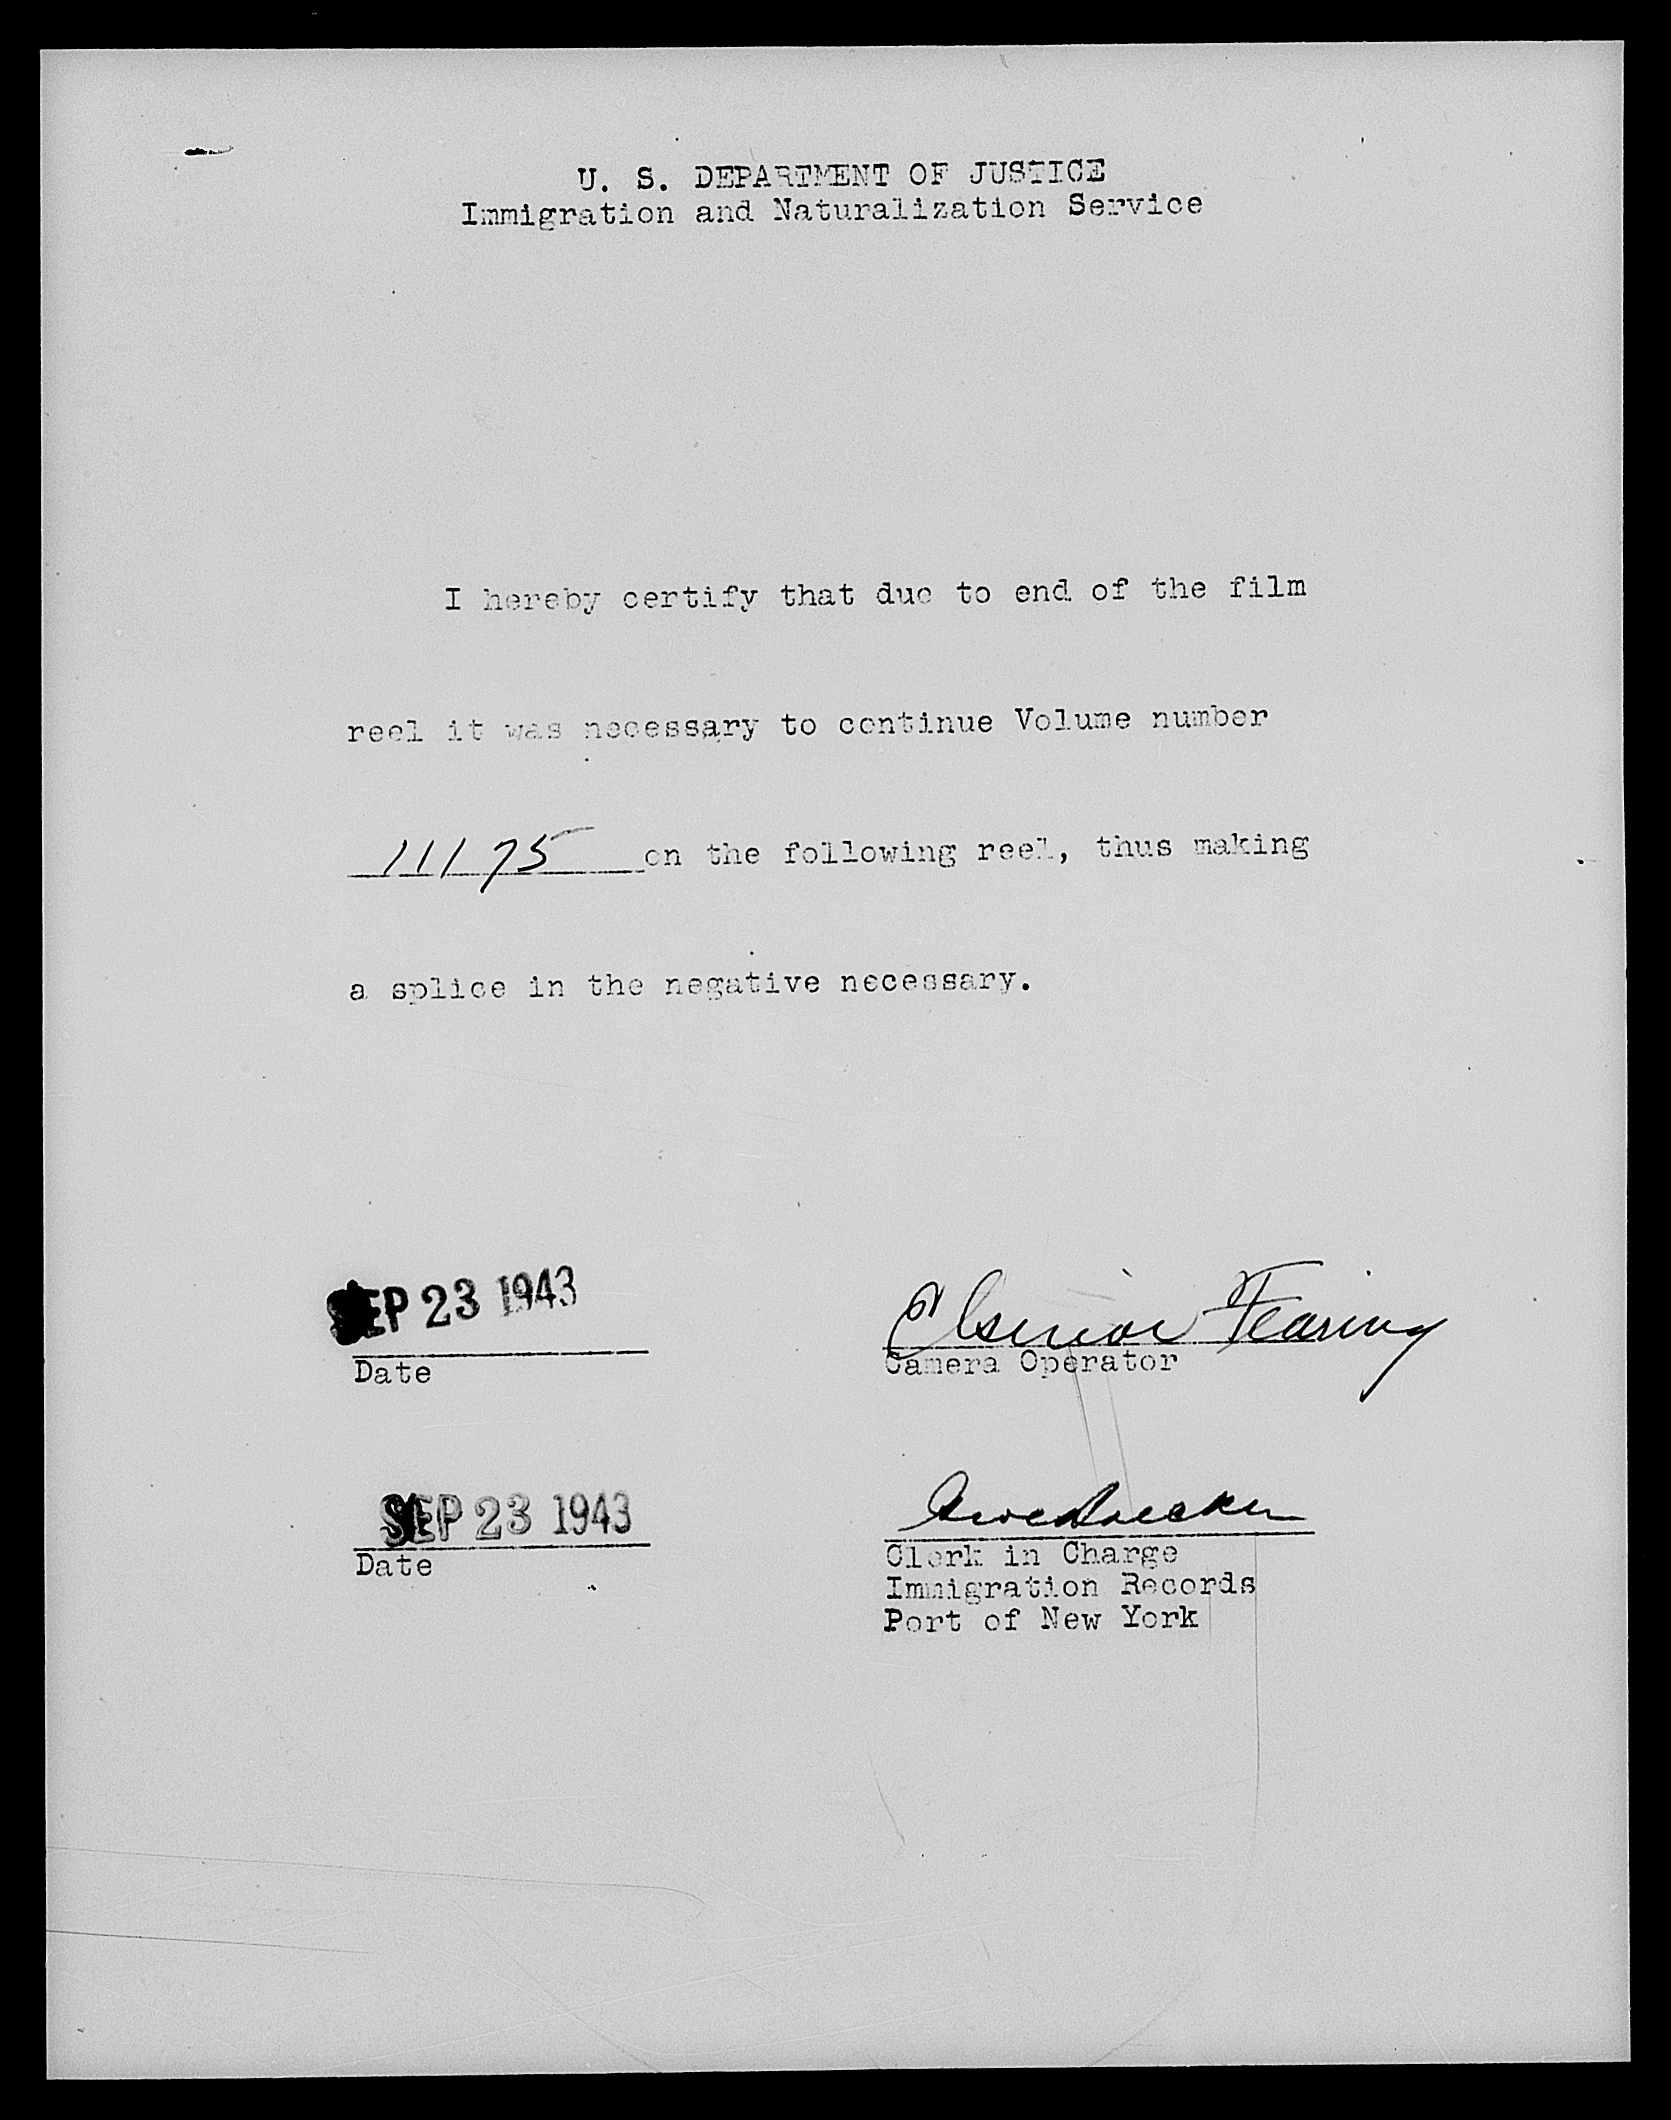 U. S. DEPARTMENT OF JUSTICE
Immigration and Naturalization Service
I hereby certify that due to end of the film
reel it was necessary to continue Volume number
11175 on the following reel, thus making
a splice in the negative necessary.
SEP 23 1943
Date
Fearing
Camera Operator
SEP 23 1943
Date
Clerk in Charge
Immigration Records
Port of New York